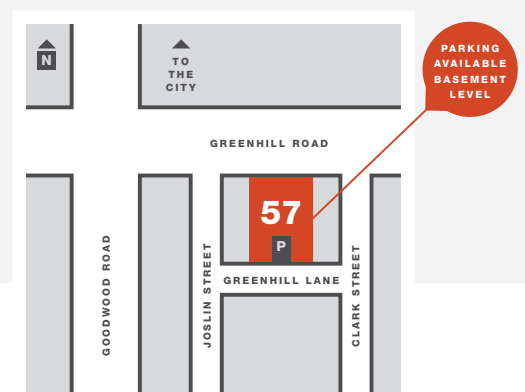 N
TO
THE
CITY
PARKING
AVAILABLE
BASEMENT
LEVEL
GREENHILL ROAD
57
P
GOODWOOD ROAD
JOSLIN STREET
GREENHILL LANE
CLARK STREET